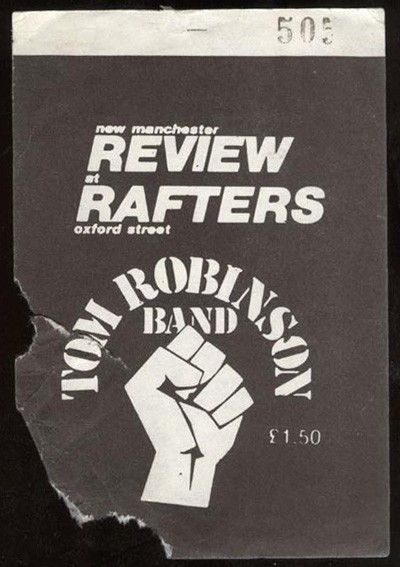 505
new manchester
REVIEW
at
RAFTERS
oxford street
TOM ROBINSON
BAND
£1.50